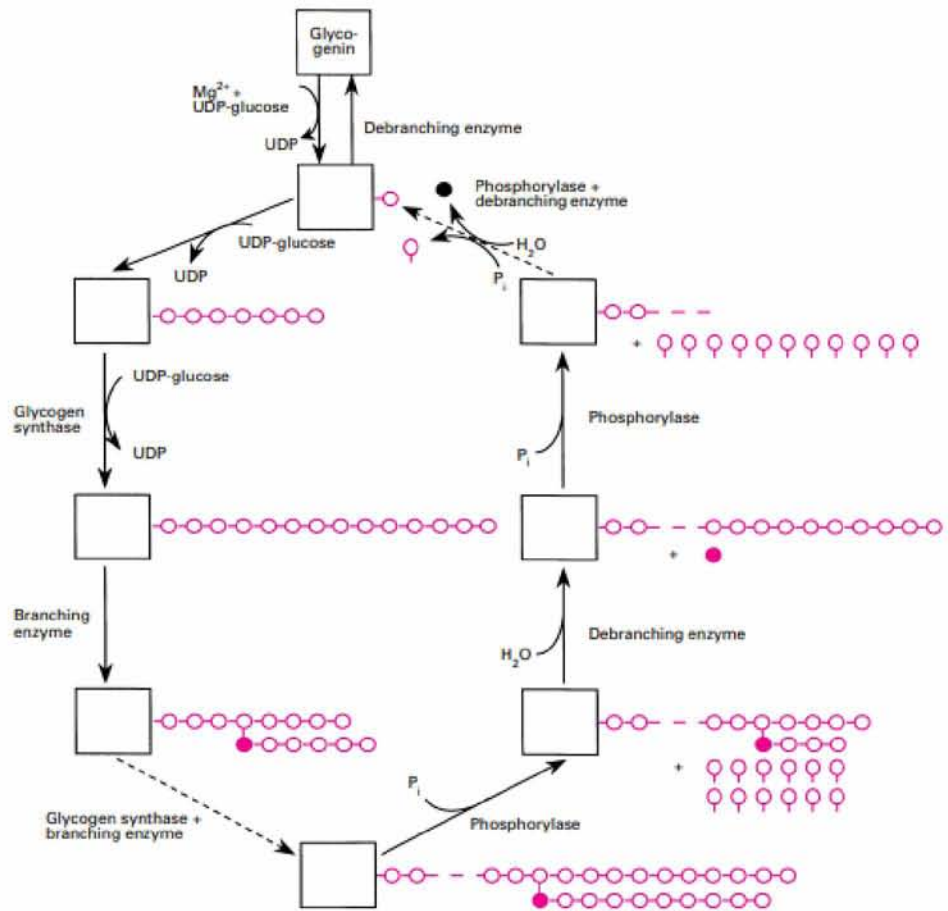 Glyco-
genin
Mg²⁺ +
UDP-glucose
UDP
Debranching enzyme
Phosphorylase +
debranching enzyme
H₂O
Pᵢ
UDP-glucose
UDP
+
UDP-glucose
Glycogen
synthase
UDP
Phosphorylase
Pᵢ
+
Branching
enzyme
Debranching enzyme
H₂O
+
Glycogen synthase +
branching enzyme
Pᵢ
Phosphorylase